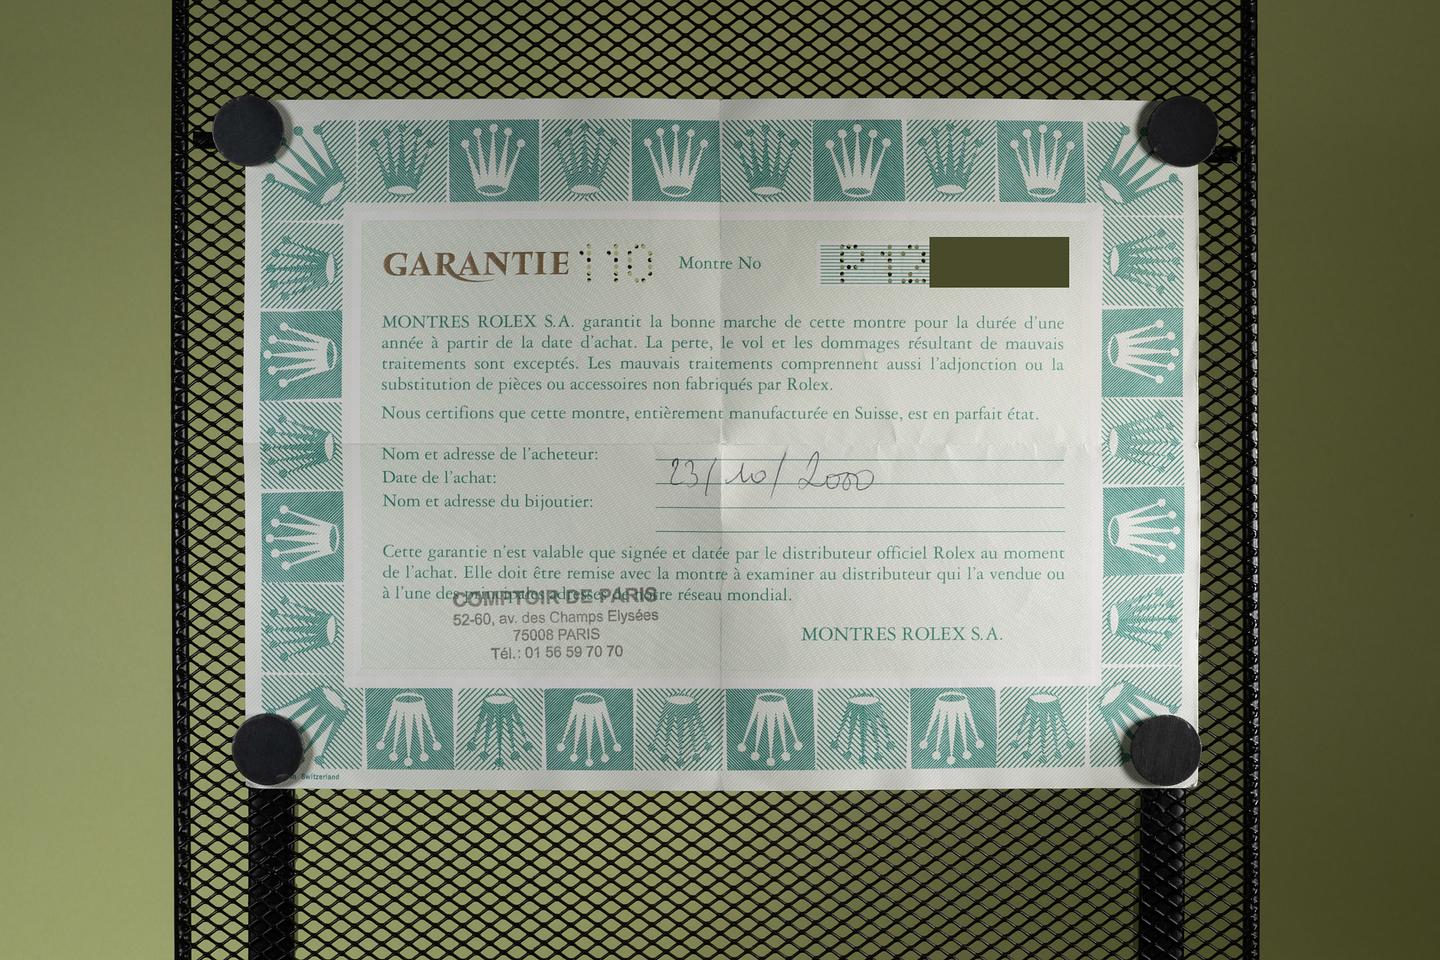 GARANTIE 110 Montre No P 12
MONTRES ROLEX S.A. garantit la bonne marche de cette montre pour la durée d'une
année à partir de la date d'achat. La perte, le vol et les dommages résultant de mauvais
traitements sont exceptés. Les mauvais traitements comprennent aussi l'adjonction ou la
substitution de pièces ou accessoires non fabriqués par Rolex.
Nous certifions que cette montre, entièrement manufacturée en Suisse, est en parfait état.
Nom et adresse de l'acheteur:
Date de l'achat: 23/10/2000
Nom et adresse du bijoutier:
Cette garantie n'est valable que signée et datée par le distributeur officiel Rolex au moment
de l'achat. Elle doit être remise avec la montre à examiner au distributeur qui l'a vendue ou
à l'une des principales adresses de notre réseau mondial.
COMPTOIR DE PARIS
52-60, av. des Champs Elysées
75008 PARIS
Tél.: 01 56 59 70 70
MONTRES ROLEX S.A.
Switzerland